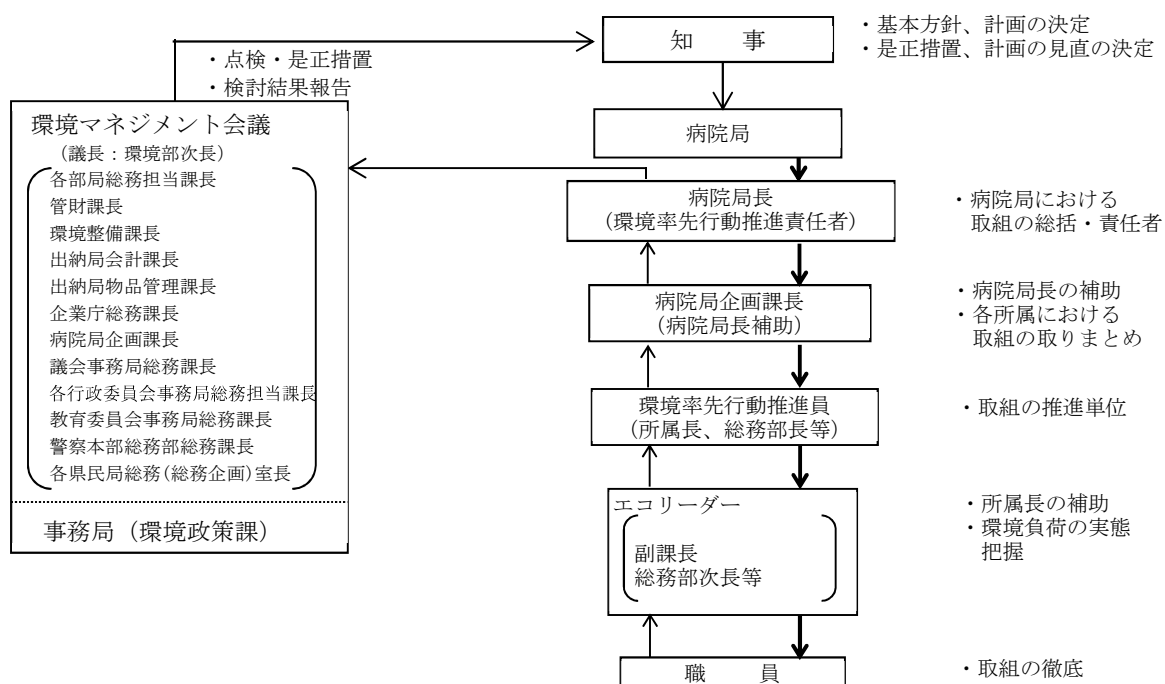 知　　事
・基本方針、計画の決定
・是正措置、計画の見直の決定
・点検・是正措置
・検討結果報告
環境マネジメント会議
（議長：環境部次長）
各部局総務担当課長
管財課長
環境整備課長
出納局会計課長
出納局物品管理課長
企業庁総務課長
病院局企画課長
議会事務局総務課長
各行政委員会事務局総務担当課長
教育委員会事務局総務課長
警察本部総務部総務課長
各県民局総務(総務企画)室長
事務局（環境政策課）
病院局
病院局長
（環境率先行動推進責任者）
・病院局における
取組の総括・責任者
病院局企画課長
（病院局長補助）
・病院局長の補助
・各所属における
取組の取りまとめ
環境率先行動推進員
（所属長、総務部長等）
・取組の推進単位
エコリーダー
副課長
総務部次長等
・所属長の補助
・環境負荷の実態
把握
職　　員
・取組の徹底